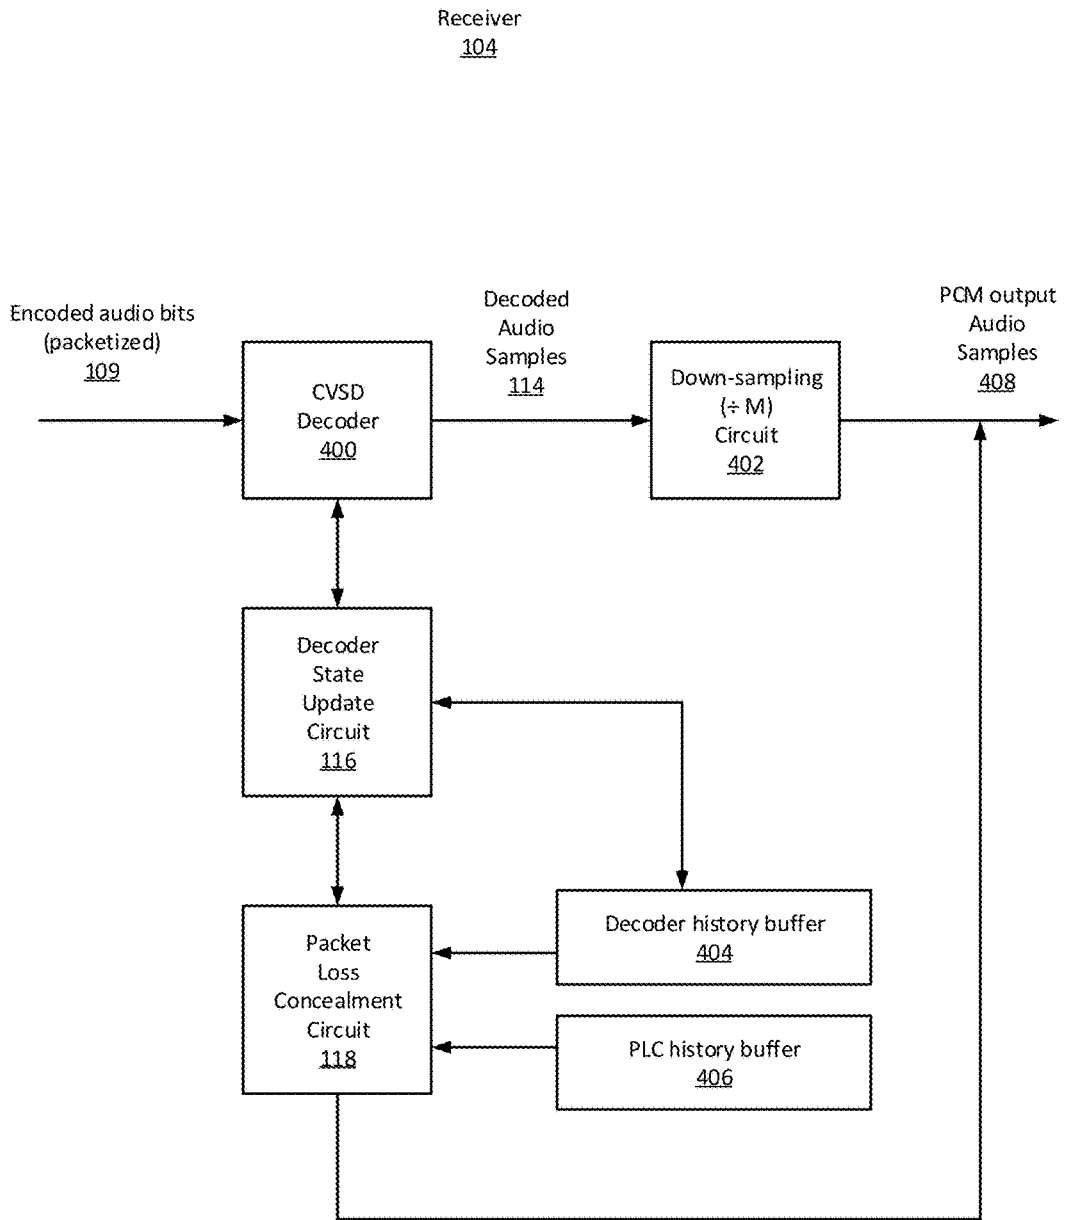 Receiver
104
Encoded audio bits
(packetized)
109
CVSD
Decoder
400
Decoded
Audio
Samples
114
Down-sampling
(÷ M)
Circuit
402
PCM output
Audio
Samples
408
Decoder
State
Update
Circuit
116
Packet
Loss
Concealment
Circuit
118
Decoder history buffer
404
PLC history buffer
406